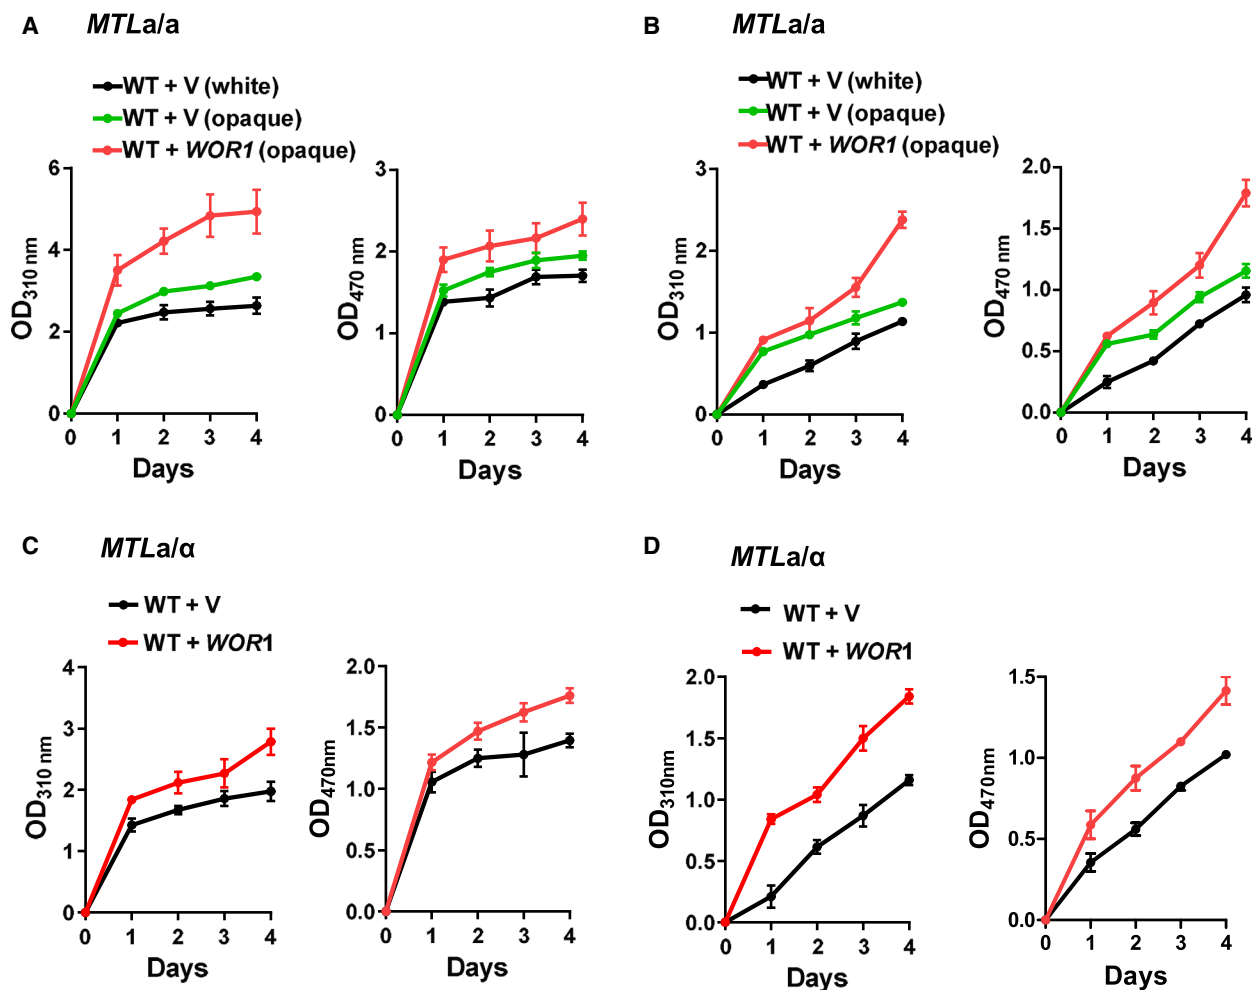 A MTLa/a
WT + V (white)
WT + V (opaque)
WT + WOR1 (opaque)
OD310 nm
6
4
2
0
0 1 2 3 4
Days
OD470 nm
3
2
1
0
0 1 2 3 4
Days
B MTLa/a
WT + V (white)
WT + V (opaque)
WT + WOR1 (opaque)
OD310 nm
3
2
1
0
0 1 2 3 4
Days
OD470 nm
2.0
1.5
1.0
0.5
0.0
0 1 2 3 4
Days
C MTLa/α
WT + V
WT + WOR1
OD310 nm
4
3
2
1
0
0 1 2 3 4
Days
OD470nm
2.0
1.5
1.0
0.5
0.0
0 1 2 3 4
Days
D MTLa/α
WT + V
WT + WOR1
OD310nm
2.0
1.5
1.0
0.5
0.0
0 1 2 3 4
Days
OD470nm
1.5
1.0
0.5
0.0
0 1 2 3 4
Days